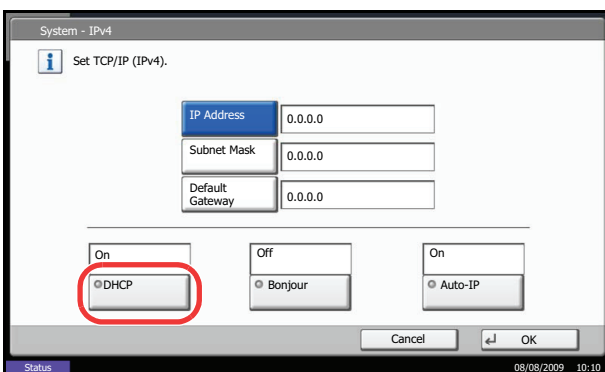 System - IPv4
Set TCP/IP (IPv4).
IP Address
0.0.0.0
Subnet Mask
0.0.0.0
Default
Gateway
0.0.0.0
On
Off
On
DHCP
Bonjour
Auto-IP
Cancel
OK
Status
08/08/2009 10:10